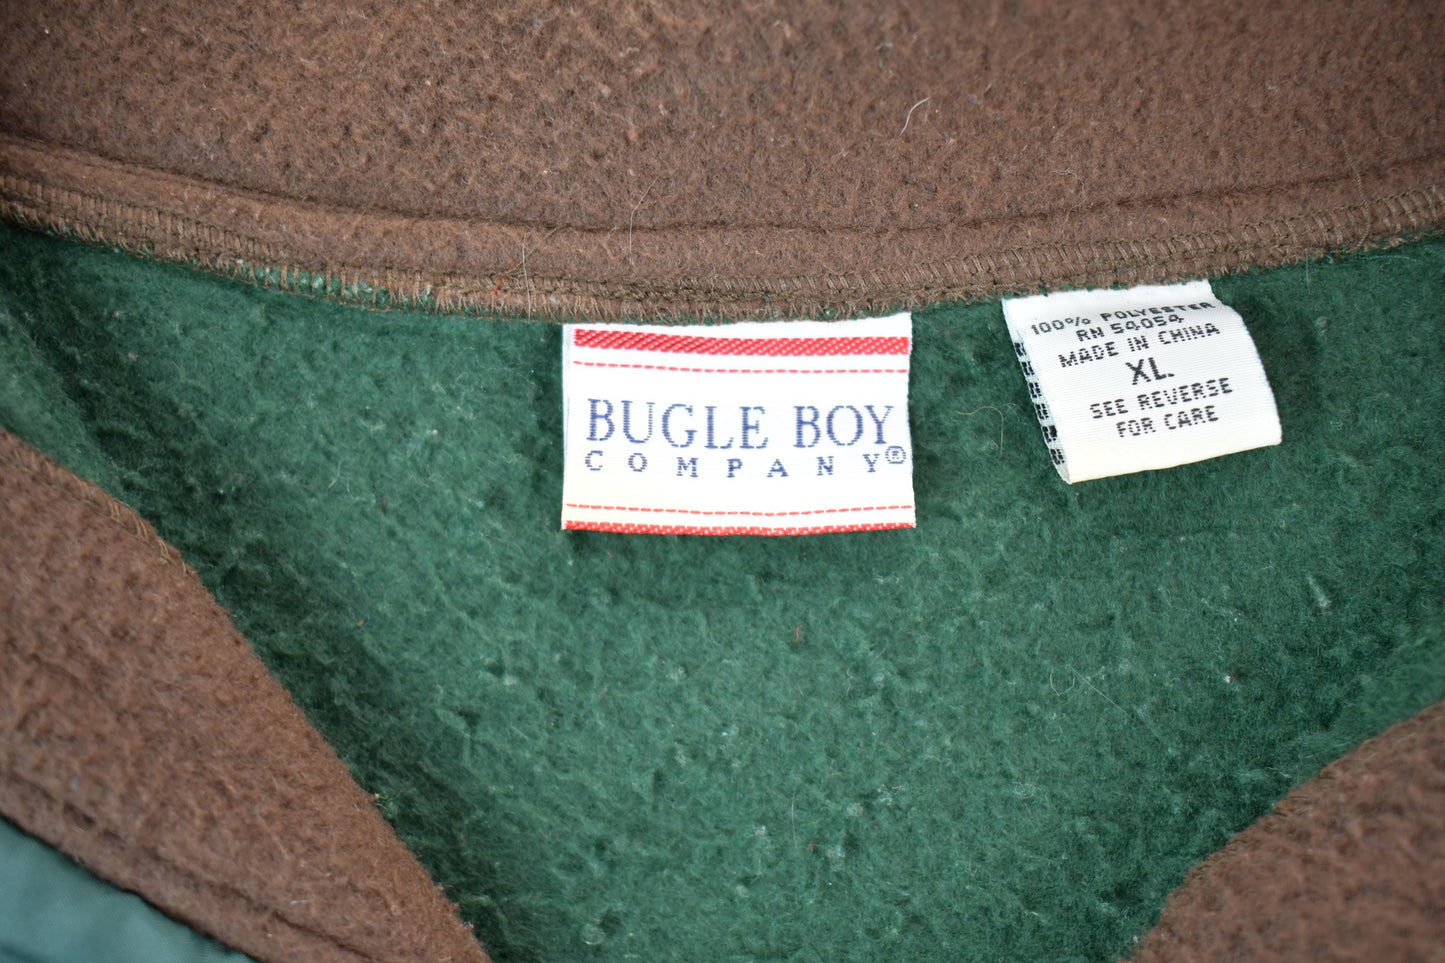 BUGLE BOY
COMPANY®
100% POLYESTER
RN 54054
MADE IN CHINA
XL.
SEE REVERSE
FOR CARE